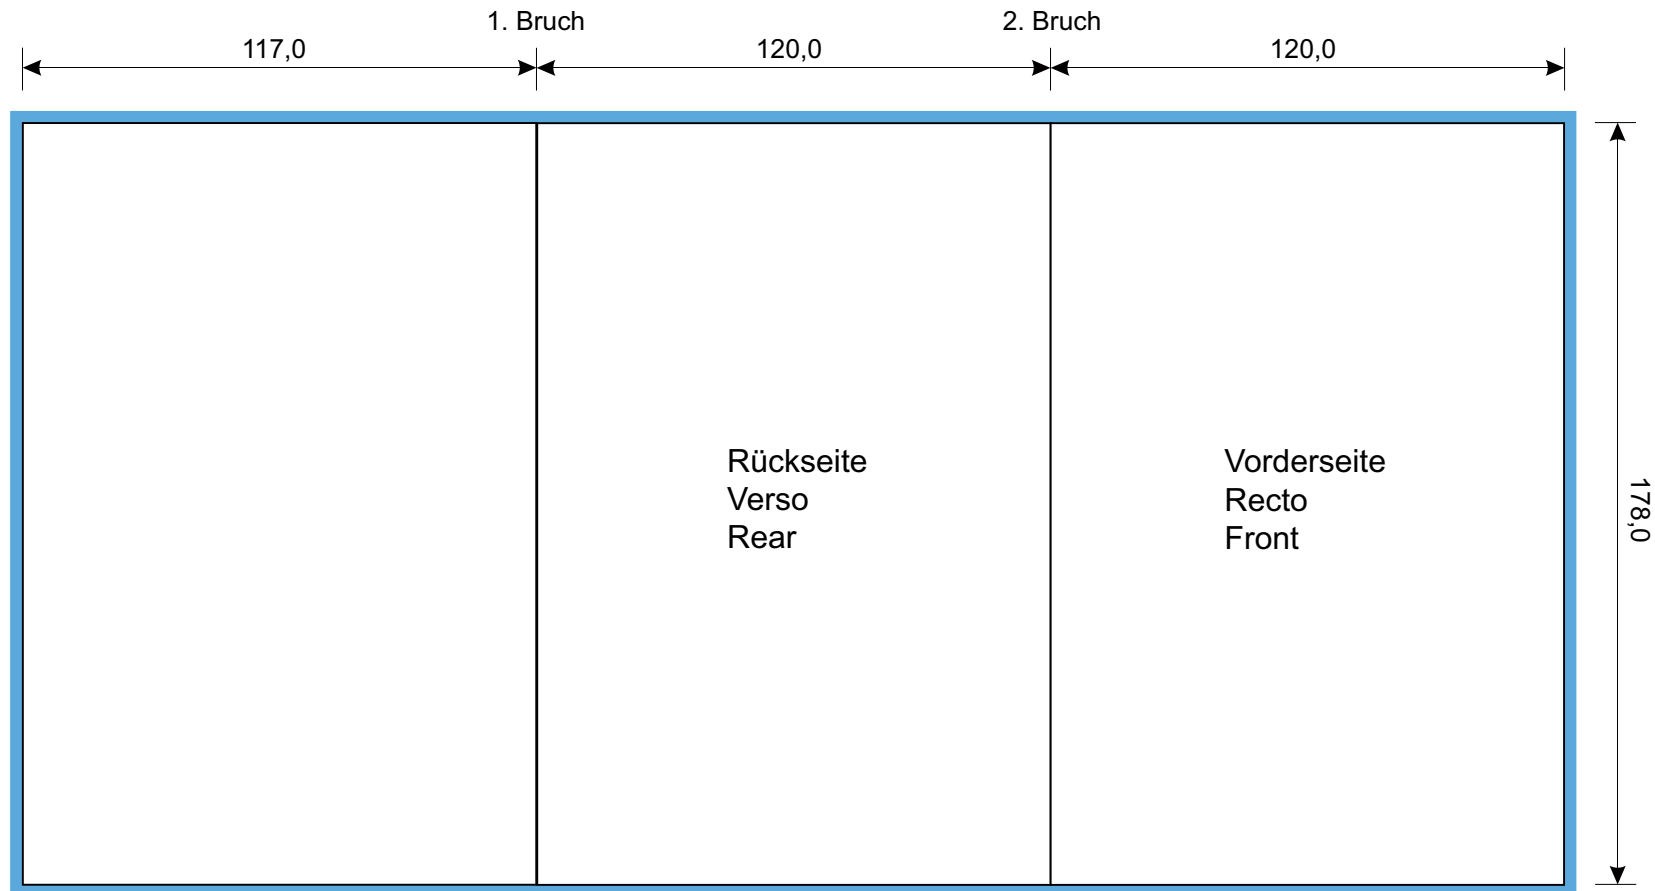 1. Bruch
2. Bruch
117,0
120,0
120,0
Rückseite
Verso
Rear
Vorderseite
Recto
Front
178,0